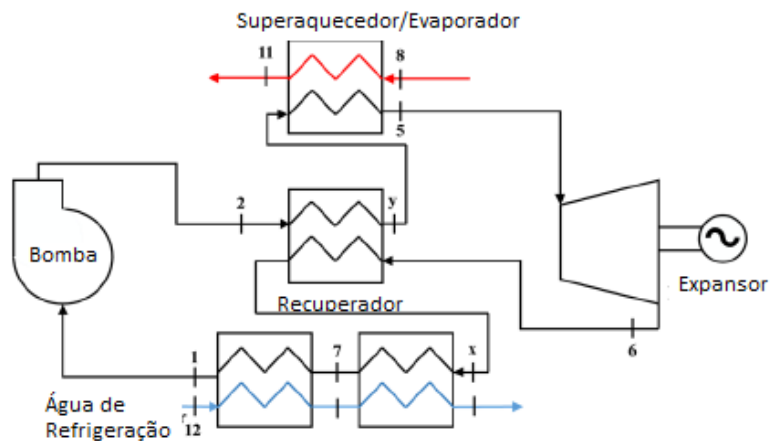 Superaquecedor/Evaporador
11
8
5
2
y
Bomba
Recuperador
Expansor
6
1
7
x
Água de
Refrigeração
12